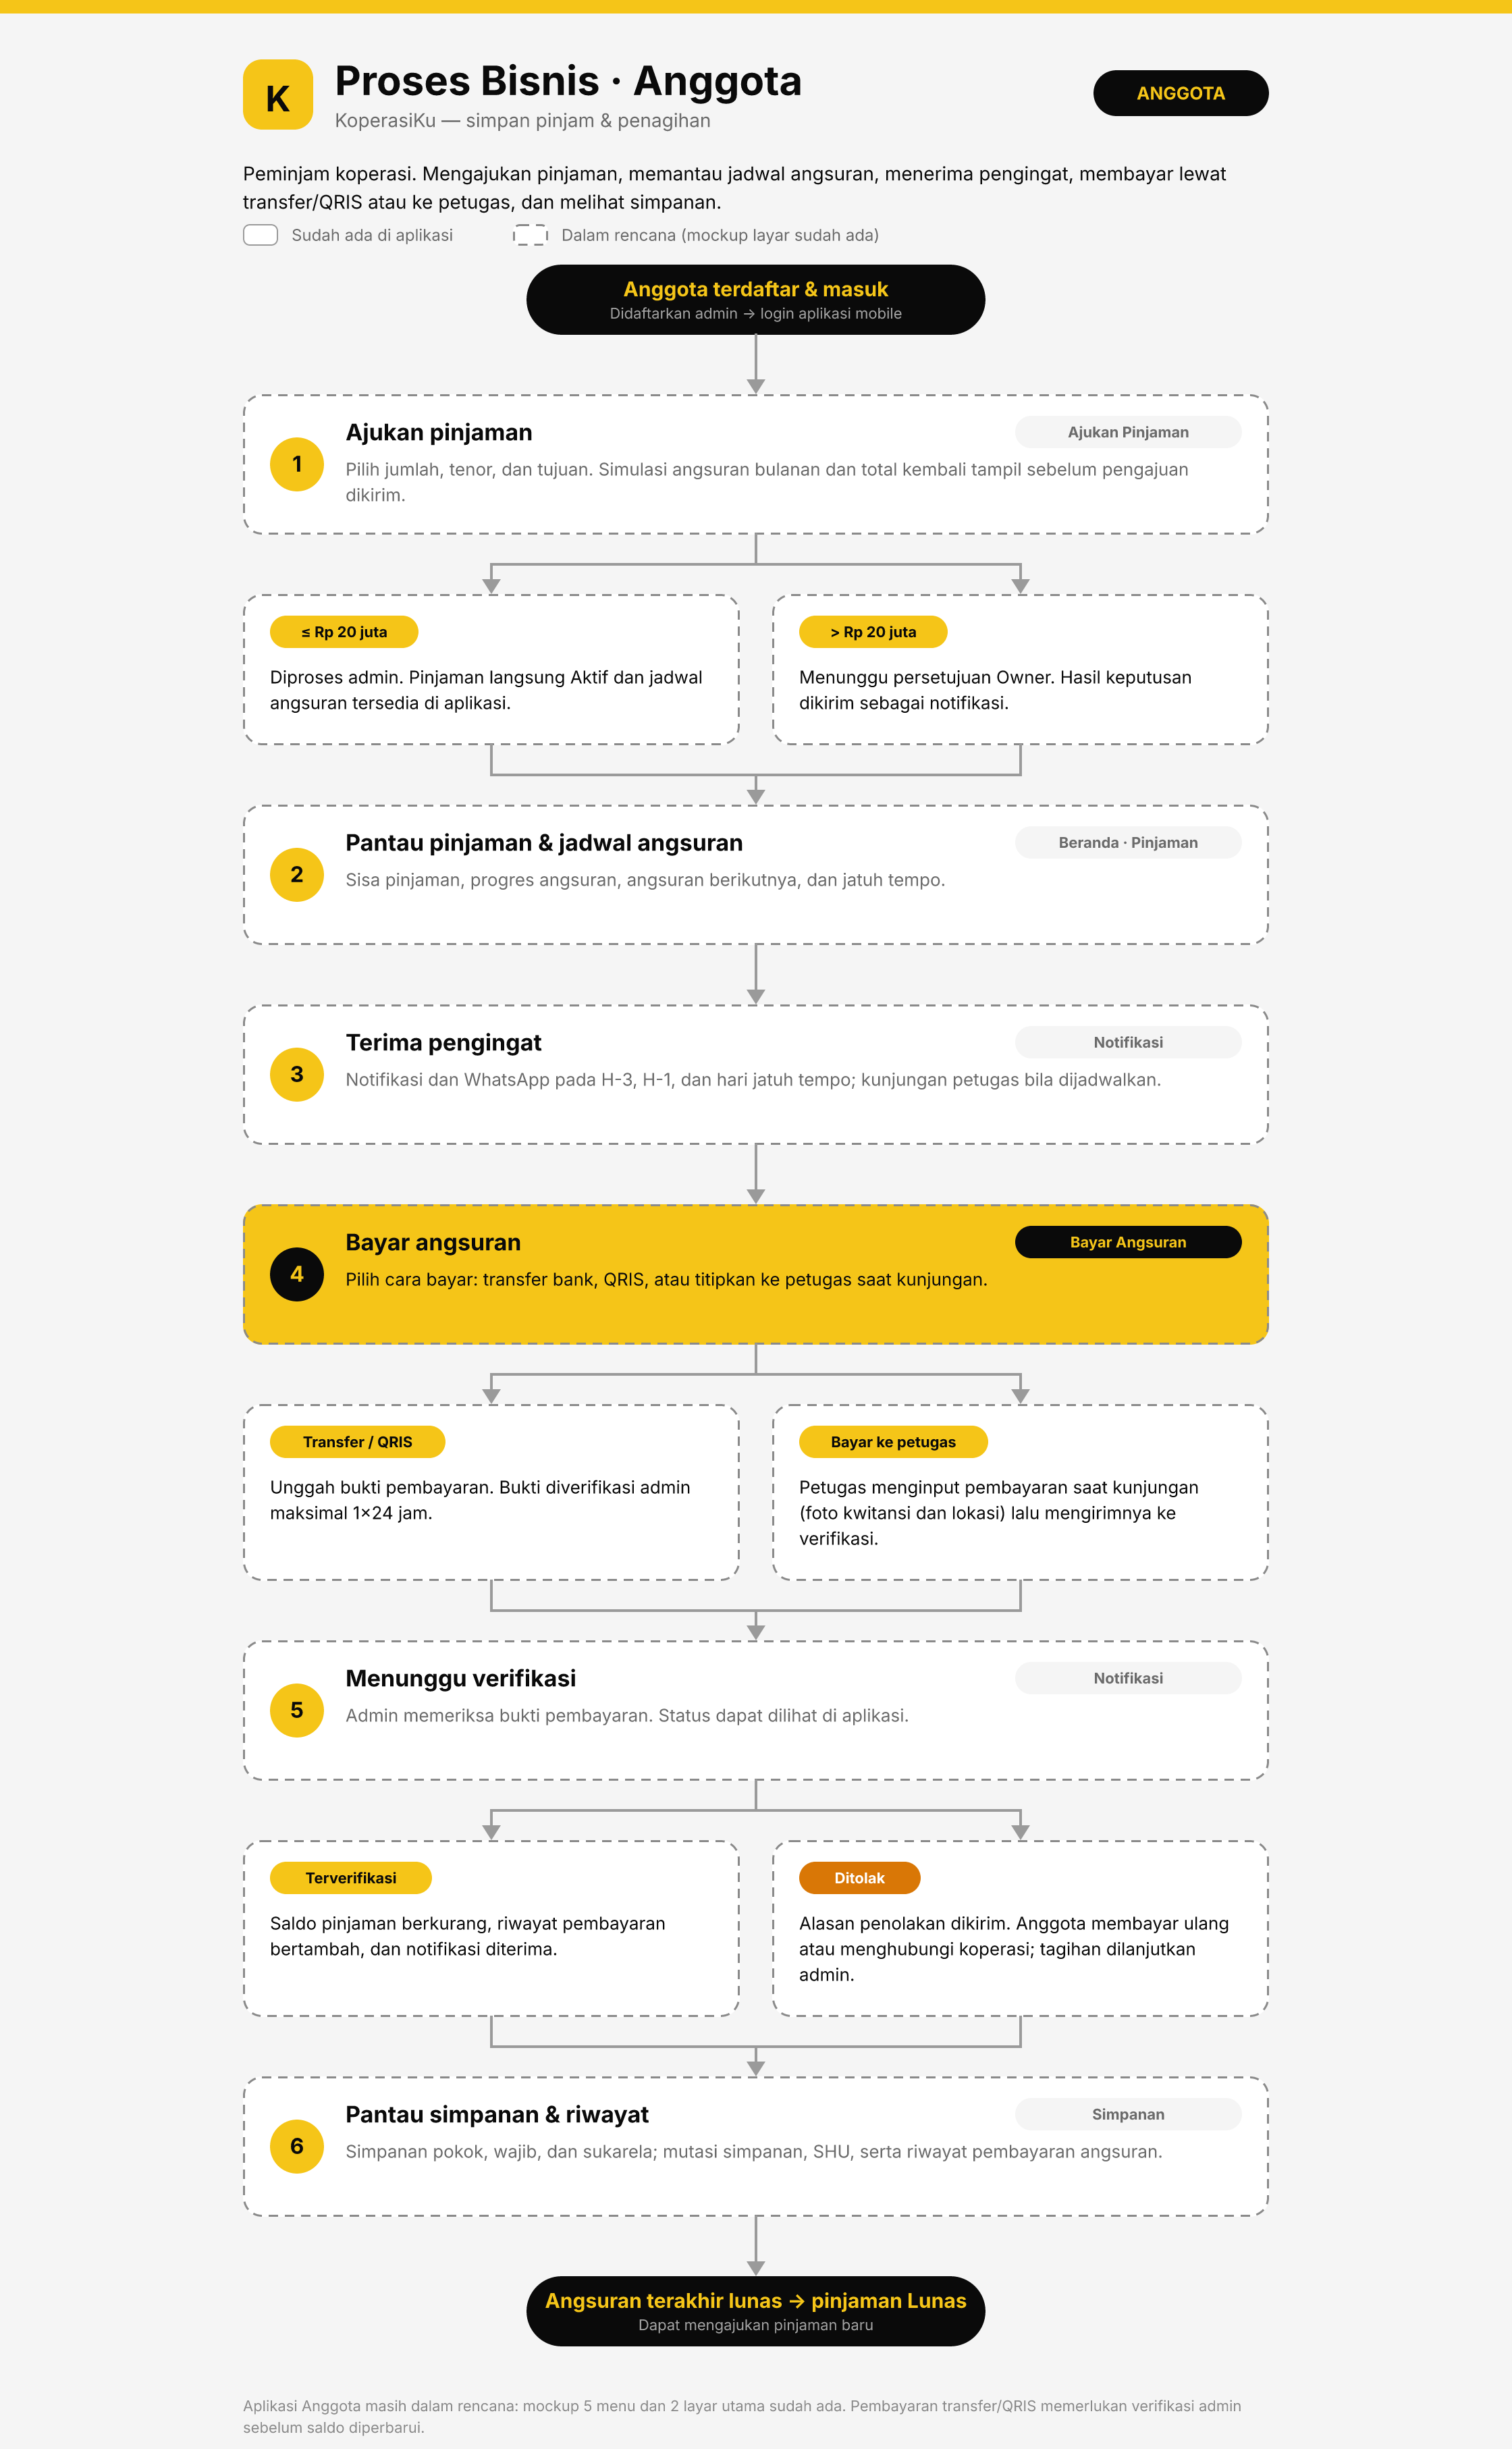 K
Proses Bisnis · Anggota
KoperasiKu — simpan pinjam & penagihan
ANGGOTA
Peminjam koperasi. Mengajukan pinjaman, memantau jadwal angsuran, menerima pengingat, membayar lewat
transfer/QRIS atau ke petugas, dan melihat simpanan.
Sudah ada di aplikasi
Dalam rencana (mockup layar sudah ada)
Anggota terdaftar & masuk
Didaftarkan admin → login aplikasi mobile
1
Ajukan pinjaman
Ajukan Pinjaman
Pilih jumlah, tenor, dan tujuan. Simulasi angsuran bulanan dan total kembali tampil sebelum pengajuan
dikirim.
≤ Rp 20 juta
Diproses admin. Pinjaman langsung Aktif dan jadwal
angsuran tersedia di aplikasi.
> Rp 20 juta
Menunggu persetujuan Owner. Hasil keputusan
dikirim sebagai notifikasi.
2
Pantau pinjaman & jadwal angsuran
Beranda · Pinjaman
Sisa pinjaman, progres angsuran, angsuran berikutnya, dan jatuh tempo.
3
Terima pengingat
Notifikasi
Notifikasi dan WhatsApp pada H-3, H-1, dan hari jatuh tempo; kunjungan petugas bila dijadwalkan.
4
Bayar angsuran
Bayar Angsuran
Pilih cara bayar: transfer bank, QRIS, atau titipkan ke petugas saat kunjungan.
Transfer / QRIS
Unggah bukti pembayaran. Bukti diverifikasi admin
maksimal 1×24 jam.
Bayar ke petugas
Petugas menginput pembayaran saat kunjungan
(foto kwitansi dan lokasi) lalu mengirimnya ke
verifikasi.
5
Menunggu verifikasi
Notifikasi
Admin memeriksa bukti pembayaran. Status dapat dilihat di aplikasi.
Terverifikasi
Saldo pinjaman berkurang, riwayat pembayaran
bertambah, dan notifikasi diterima.
Ditolak
Alasan penolakan dikirim. Anggota membayar ulang
atau menghubungi koperasi; tagihan dilanjutkan
admin.
6
Pantau simpanan & riwayat
Simpanan
Simpanan pokok, wajib, dan sukarela; mutasi simpanan, SHU, serta riwayat pembayaran angsuran.
Angsuran terakhir lunas → pinjaman Lunas
Dapat mengajukan pinjaman baru
Aplikasi Anggota masih dalam rencana: mockup 5 menu dan 2 layar utama sudah ada. Pembayaran transfer/QRIS memerlukan verifikasi admin
sebelum saldo diperbarui.